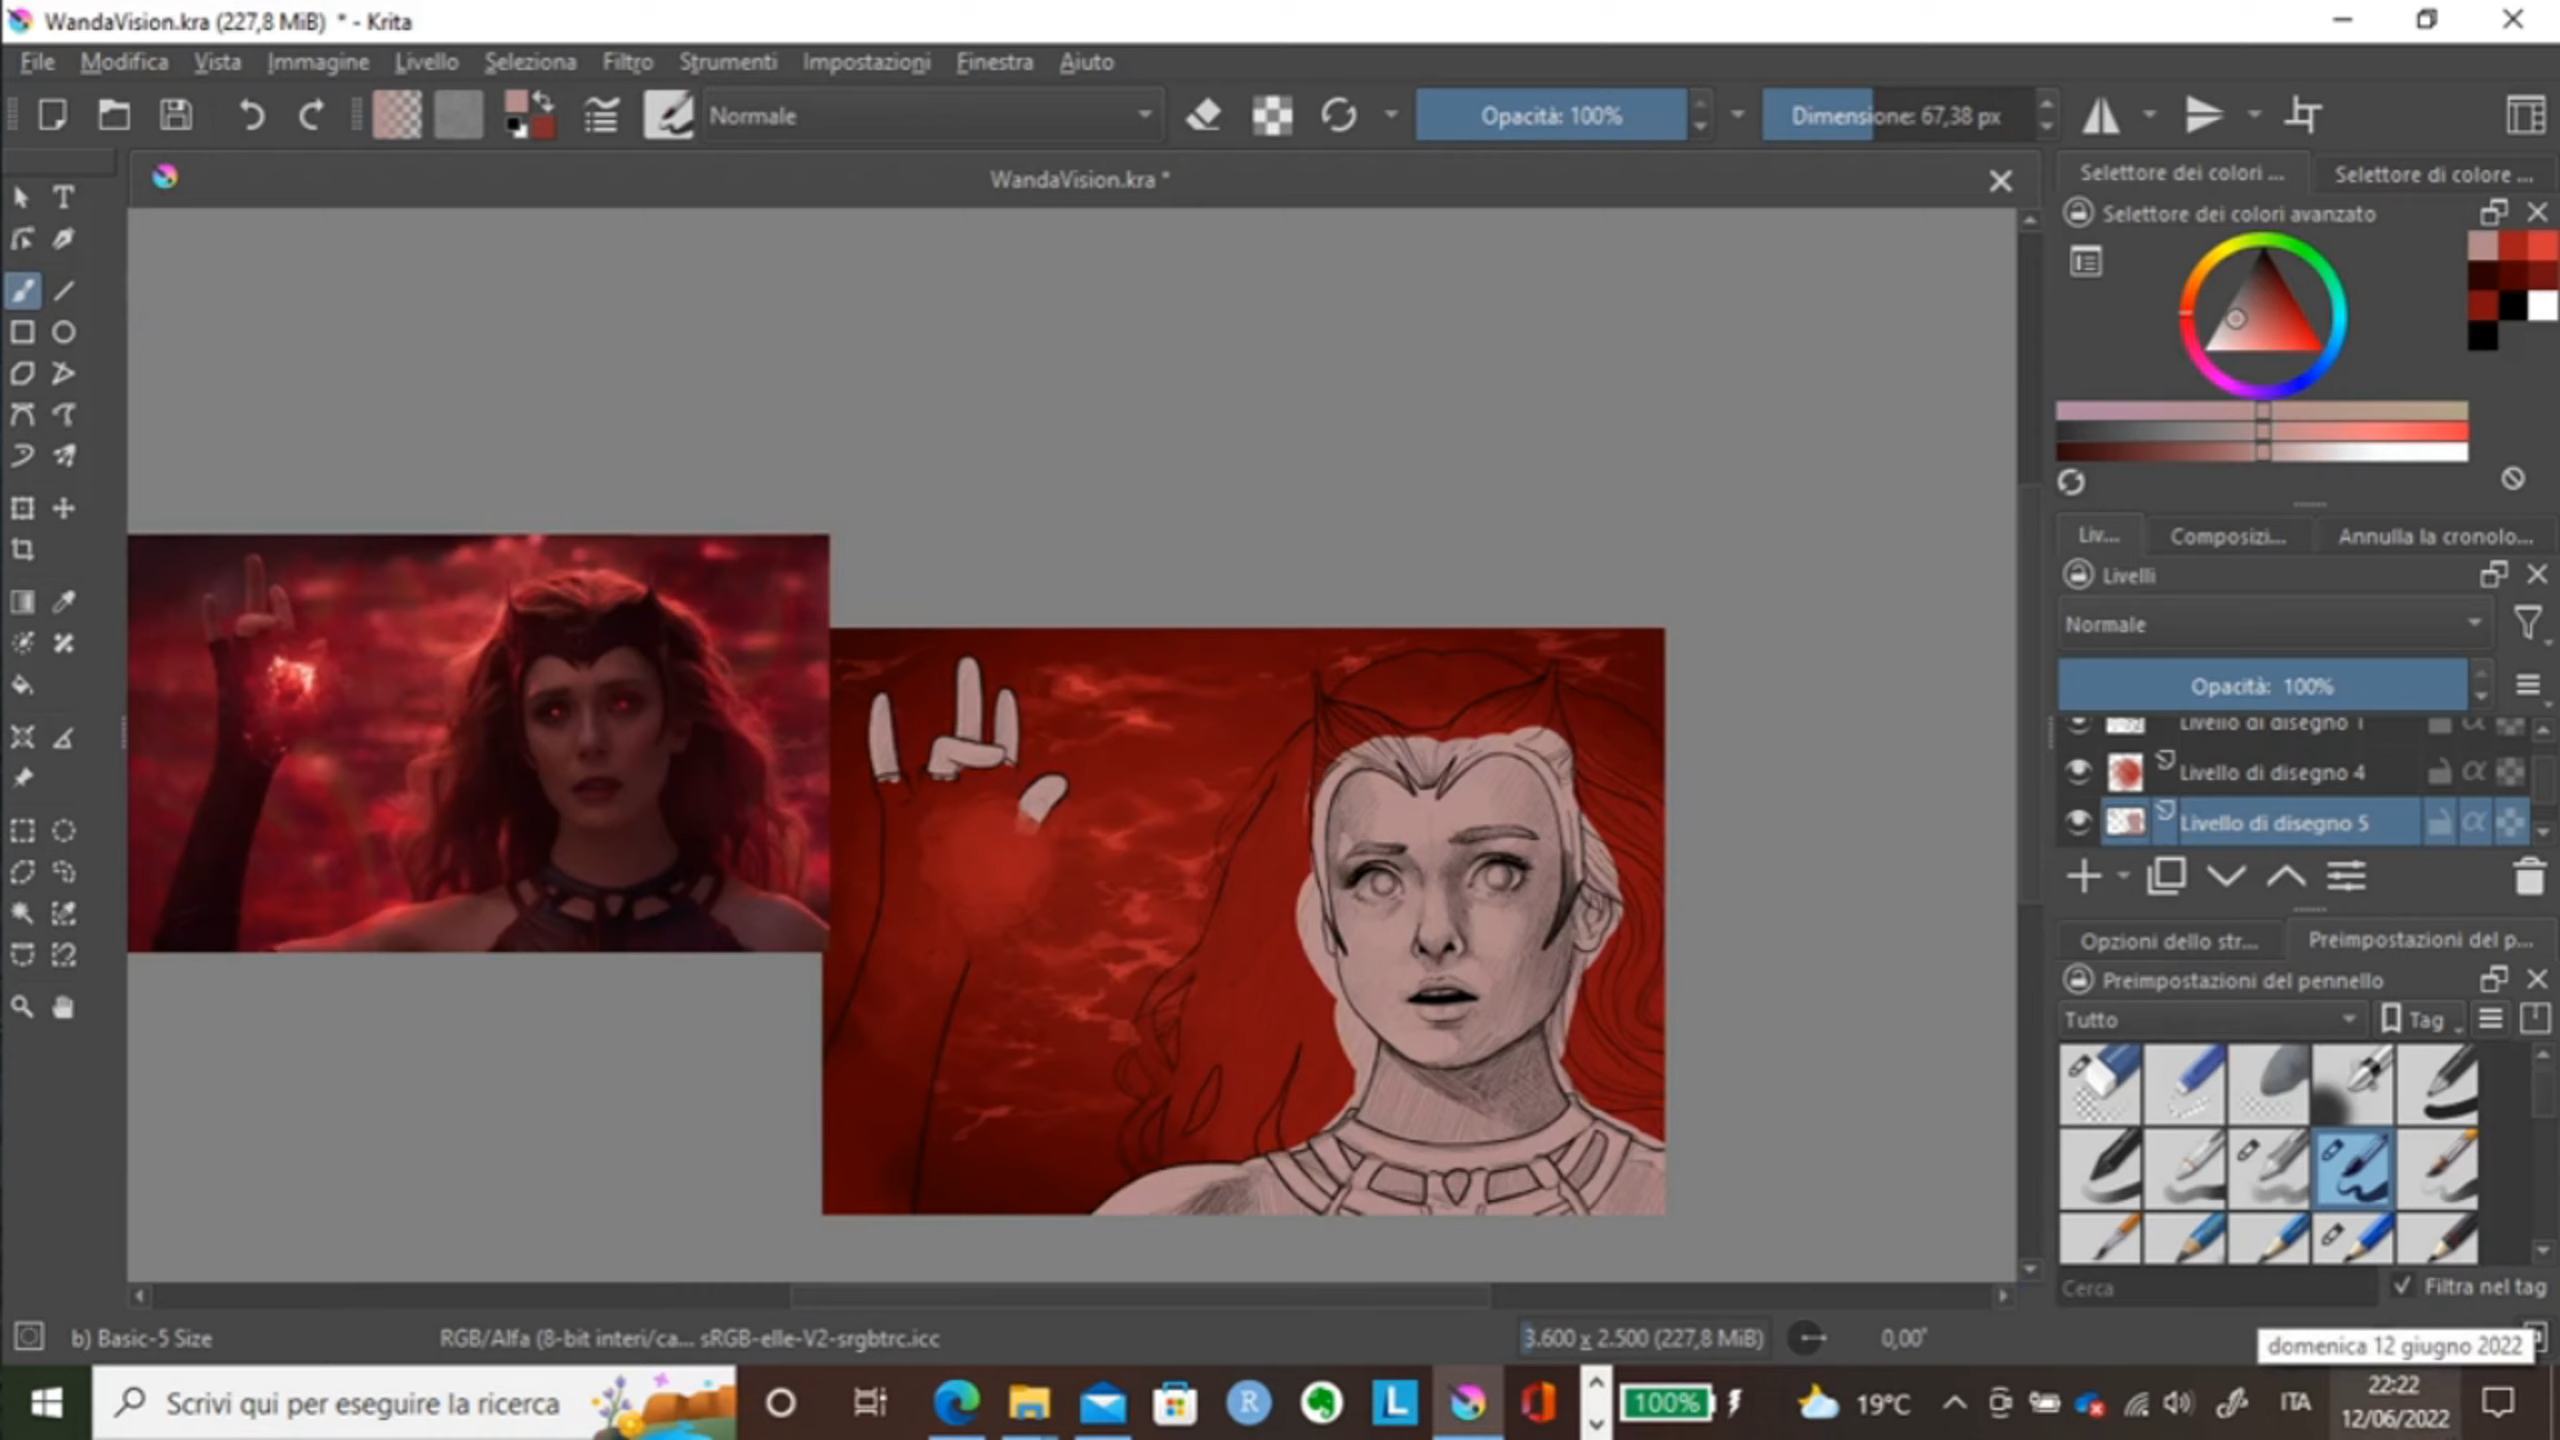 WandaVision.kra (227,8 MiB) * - Krita
File Modifica Vista Immagine Livello Seleziona Filtro Strumenti Impostazioni Finestra Aiuto
Normale Opacità: 100% Dimensione: 67,38 px
WandaVision.kra *
Selettore dei colori ... Selettore di colore ...
Selettore dei colori avanzato
Liv... Composizi... Annulla la cronolo...
Livelli
Normale
Opacità: 100%
Livello di disegno 1
Livello di disegno 4
Livello di disegno 5
Opzioni dello str... Preimpostazioni del p...
Preimpostazioni del pennello
Tutto Tag
Cerca Filtra nel tag
b) Basic-5 Size RGB/Alfa (8-bit interi/ca... sRGB-elle-V2-srgbtrc.icc 3.600 x 2.500 (227,8 MiB) 0,00°
domenica 12 giugno 2022
Scrivi qui per eseguire la ricerca 100% 19°C ITA 22:22
12/06/2022